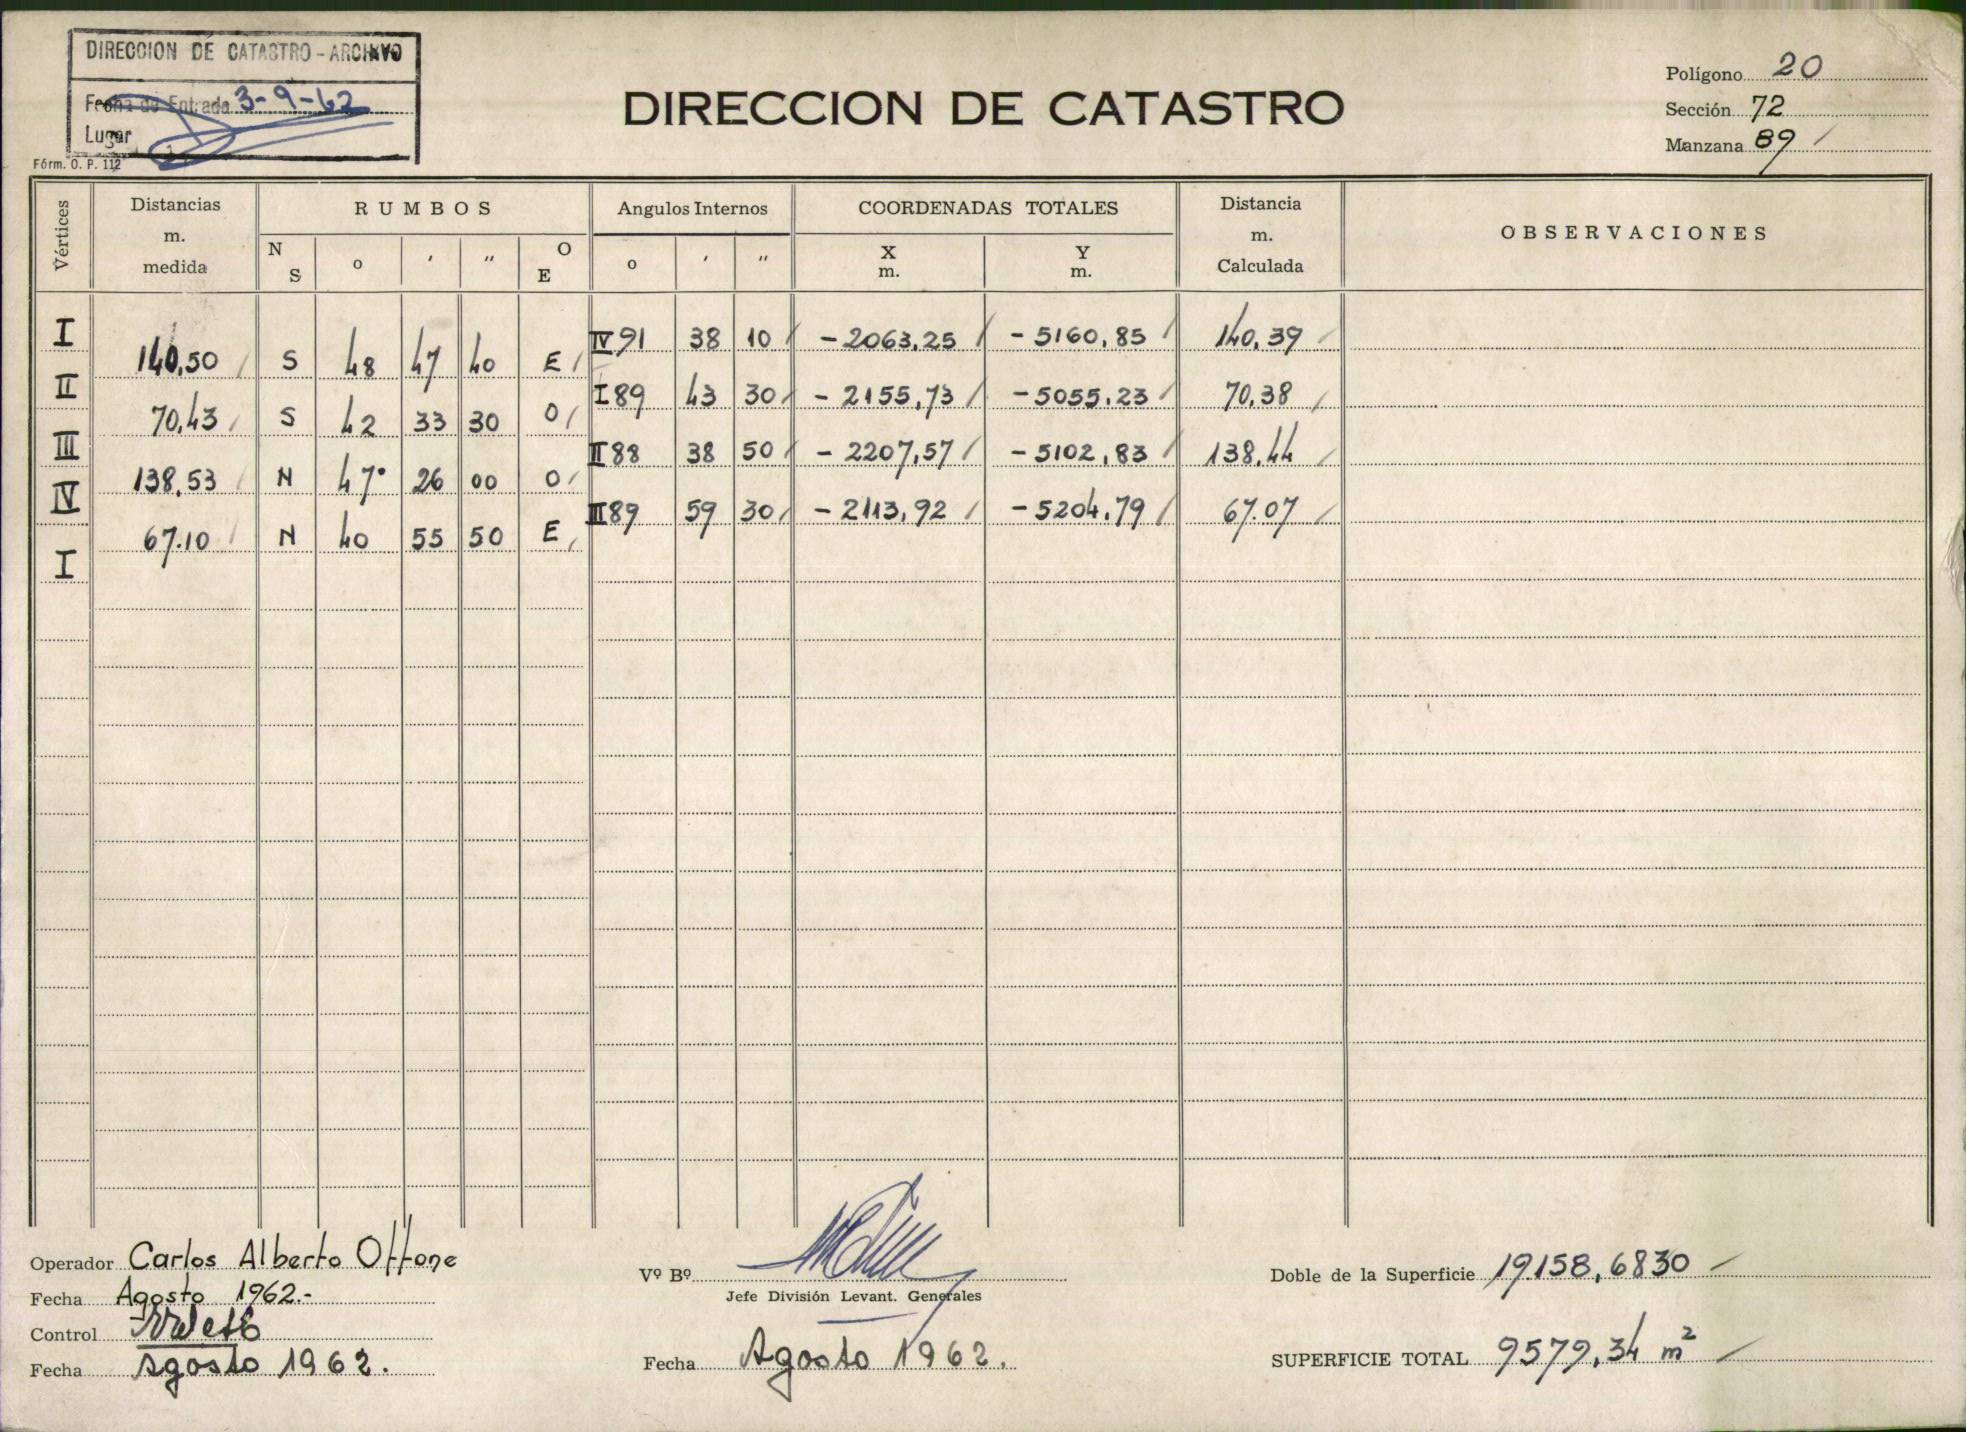 DIRECCION DE CATASTRO - ARCHIVO
Fecha de Entrada 3-9-62
Lugar
Fórm. O. P. 112
DIRECCION DE CATASTRO
Polígono 20
Sección 72
Manzana 89
Vértices
Distancias m. medida
RUMBOS
N S o ' " O E
Angulos Internos
o ' "
COORDENADAS TOTALES
X m. Y m.
Distancia m. Calculada
OBSERVACIONES
I IV 91 38 10 -2063,25 -5160,85 140,39
140,50 S 48 47 40 E
II I 89 43 30 -2155,73 -5055,23 70,38
70,43 S 42 33 30 O
III II 88 38 50 -2207,57 -5102,83 138,44
138,53 N 47° 26 00 O
IV III 89 59 30 -2113,92 -5204,79 67.07
67.10 N 40 55 50 E
I
Operador Carlos Alberto Ottone
Fecha Agosto 1962.-
Control
Fecha agosto 1962.
Vº Bº
Jefe División Levant. Generales
Fecha Agosto 1962.
Doble de la Superficie 19.158,6830
SUPERFICIE TOTAL 9579,34 m²